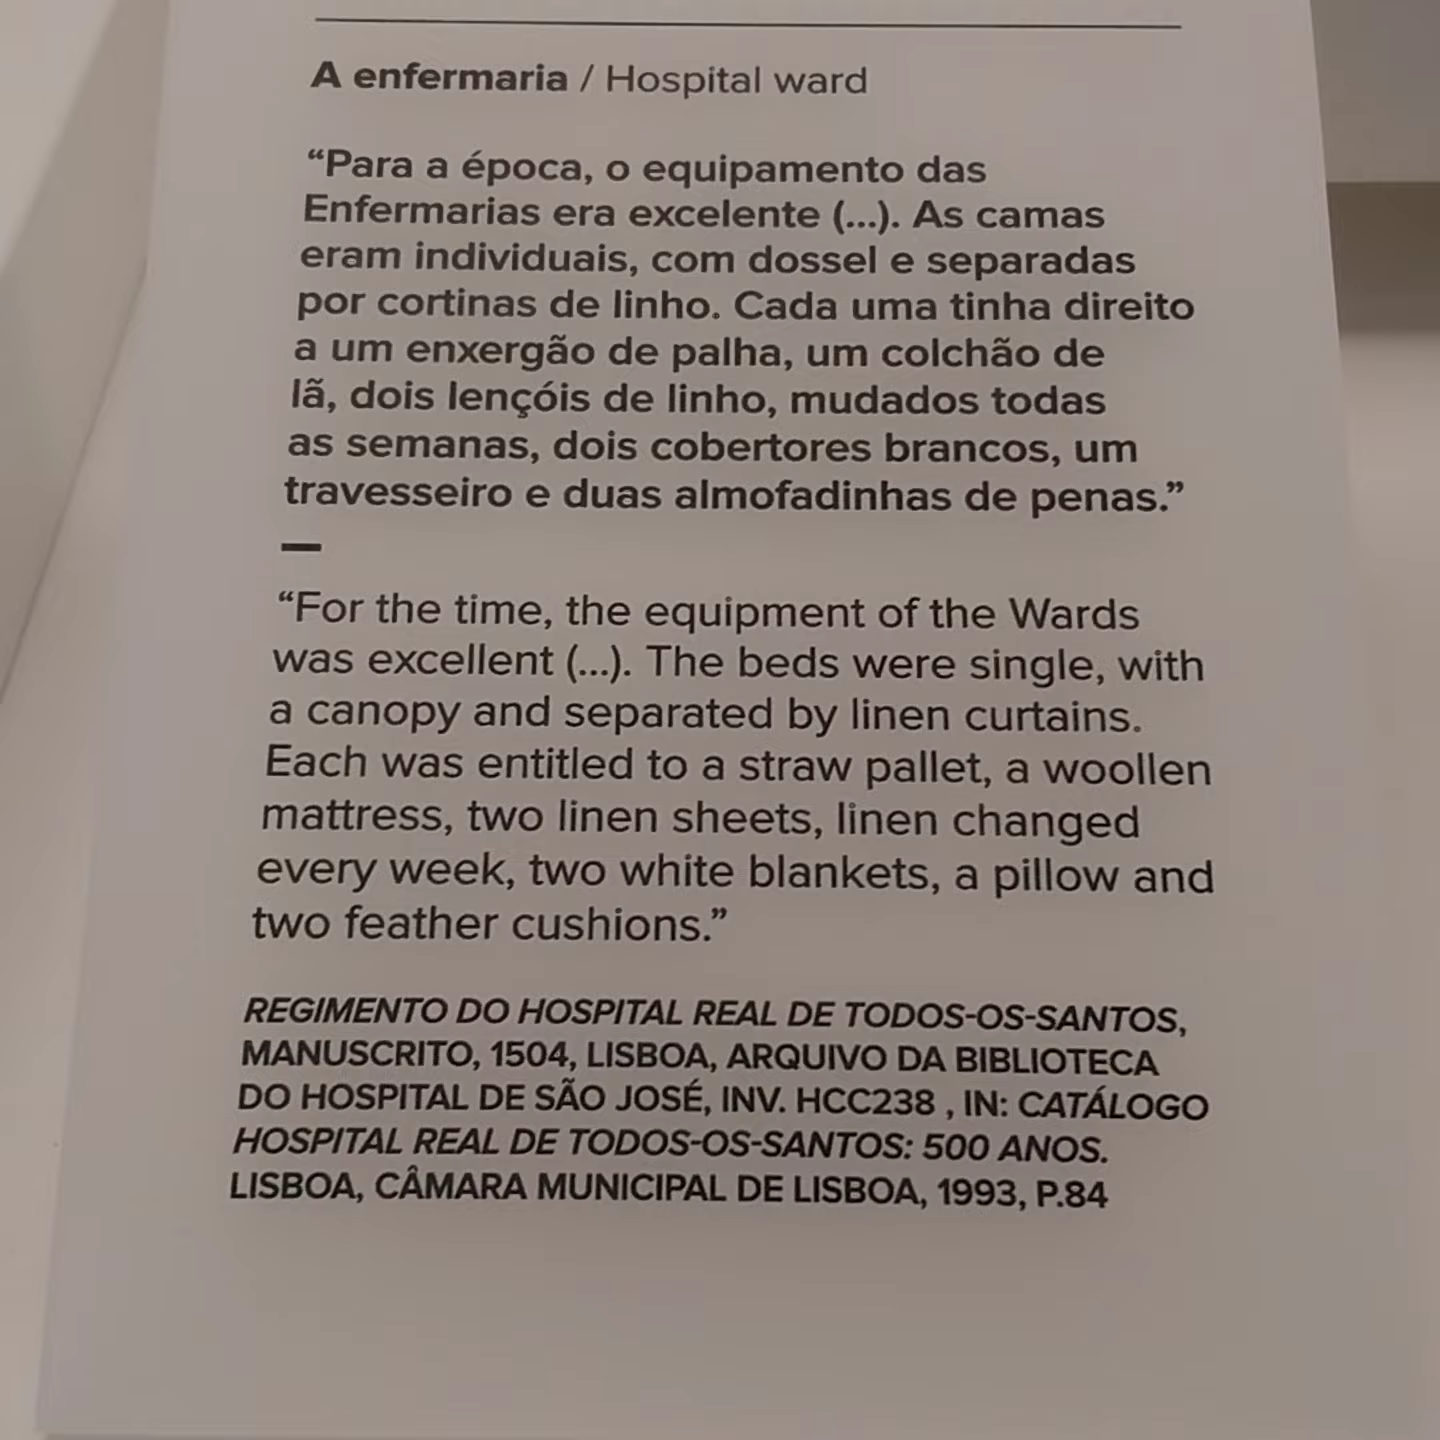 A enfermaria / Hospital ward
“Para a época, o equipamento das
Enfermarias era excelente (...). As camas
eram individuais, com dossel e separadas
por cortinas de linho. Cada uma tinha direito
a um enxergão de palha, um colchão de
lã, dois lençóis de linho, mudados todas
as semanas, dois cobertores brancos, um
travesseiro e duas almofadinhas de penas.”
—
“For the time, the equipment of the Wards
was excellent (...). The beds were single, with
a canopy and separated by linen curtains.
Each was entitled to a straw pallet, a woollen
mattress, two linen sheets, linen changed
every week, two white blankets, a pillow and
two feather cushions.”
REGIMENTO DO HOSPITAL REAL DE TODOS-OS-SANTOS,
MANUSCRITO, 1504, LISBOA, ARQUIVO DA BIBLIOTECA
DO HOSPITAL DE SÃO JOSÉ, INV. HCC238 , IN: CATÁLOGO
HOSPITAL REAL DE TODOS-OS-SANTOS: 500 ANOS.
LISBOA, CÂMARA MUNICIPAL DE LISBOA, 1993, P.84